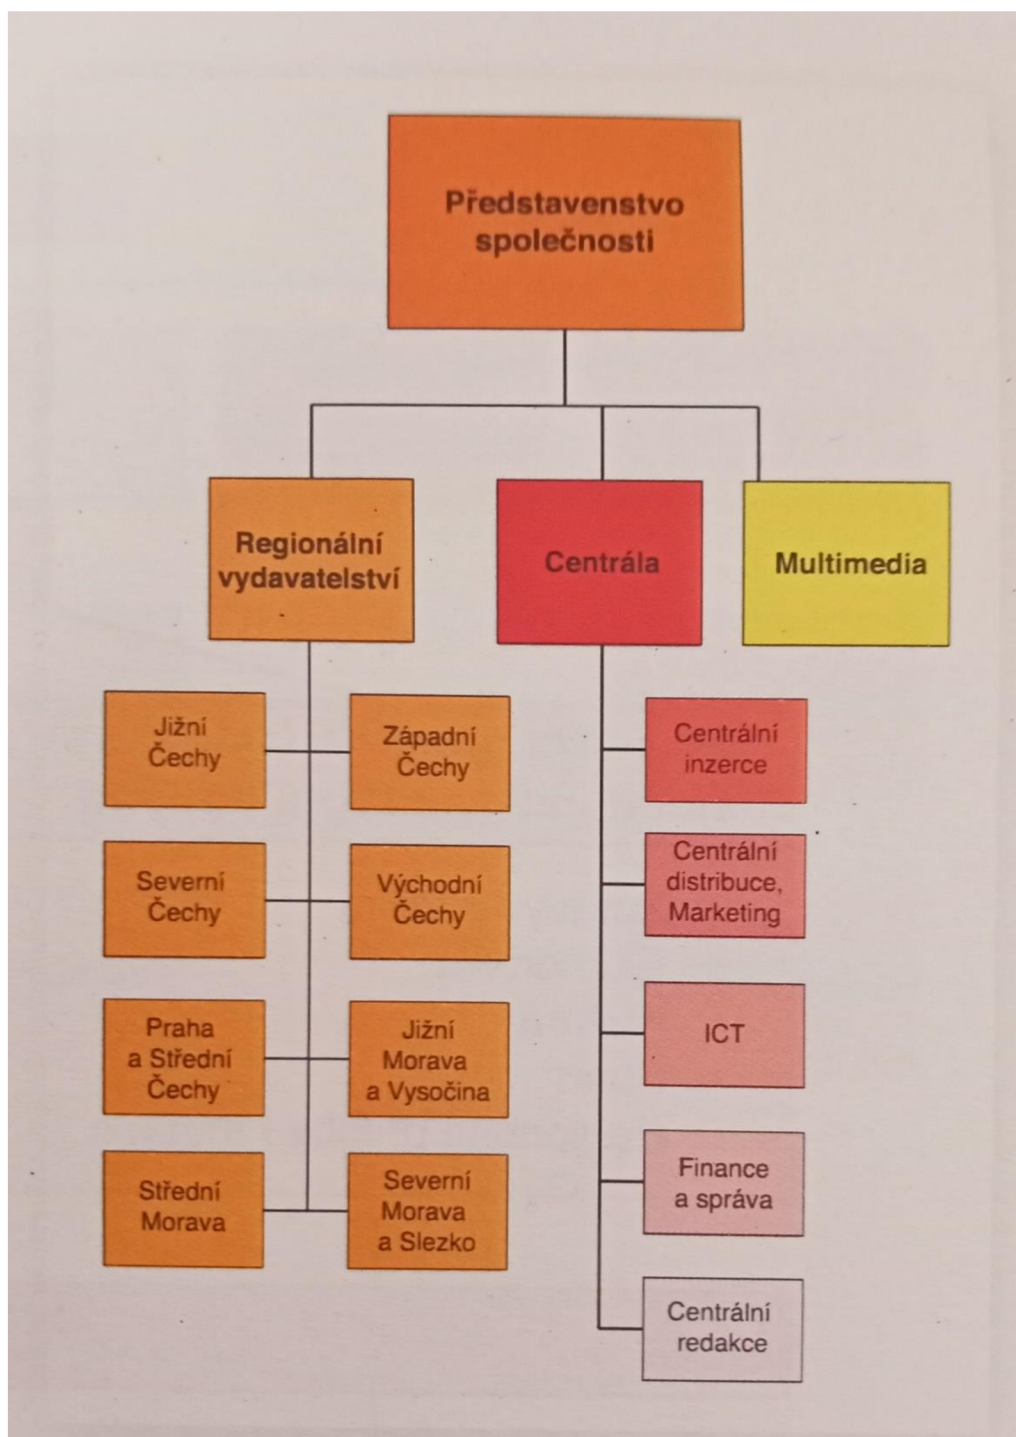 Představenstvo
společnosti
Regionální
vydavatelství
Centrála
Multimedia
Jižní
Čechy
Západní
Čechy
Centrální
inzerce
Severní
Čechy
Východní
Čechy
Centrální
distribuce,
Marketing
Praha
a Střední
Čechy
Jižní
Morava
a Vysočina
ICT
Střední
Morava
Severní
Morava
a Slezko
Finance
a správa
Centrální
redakce